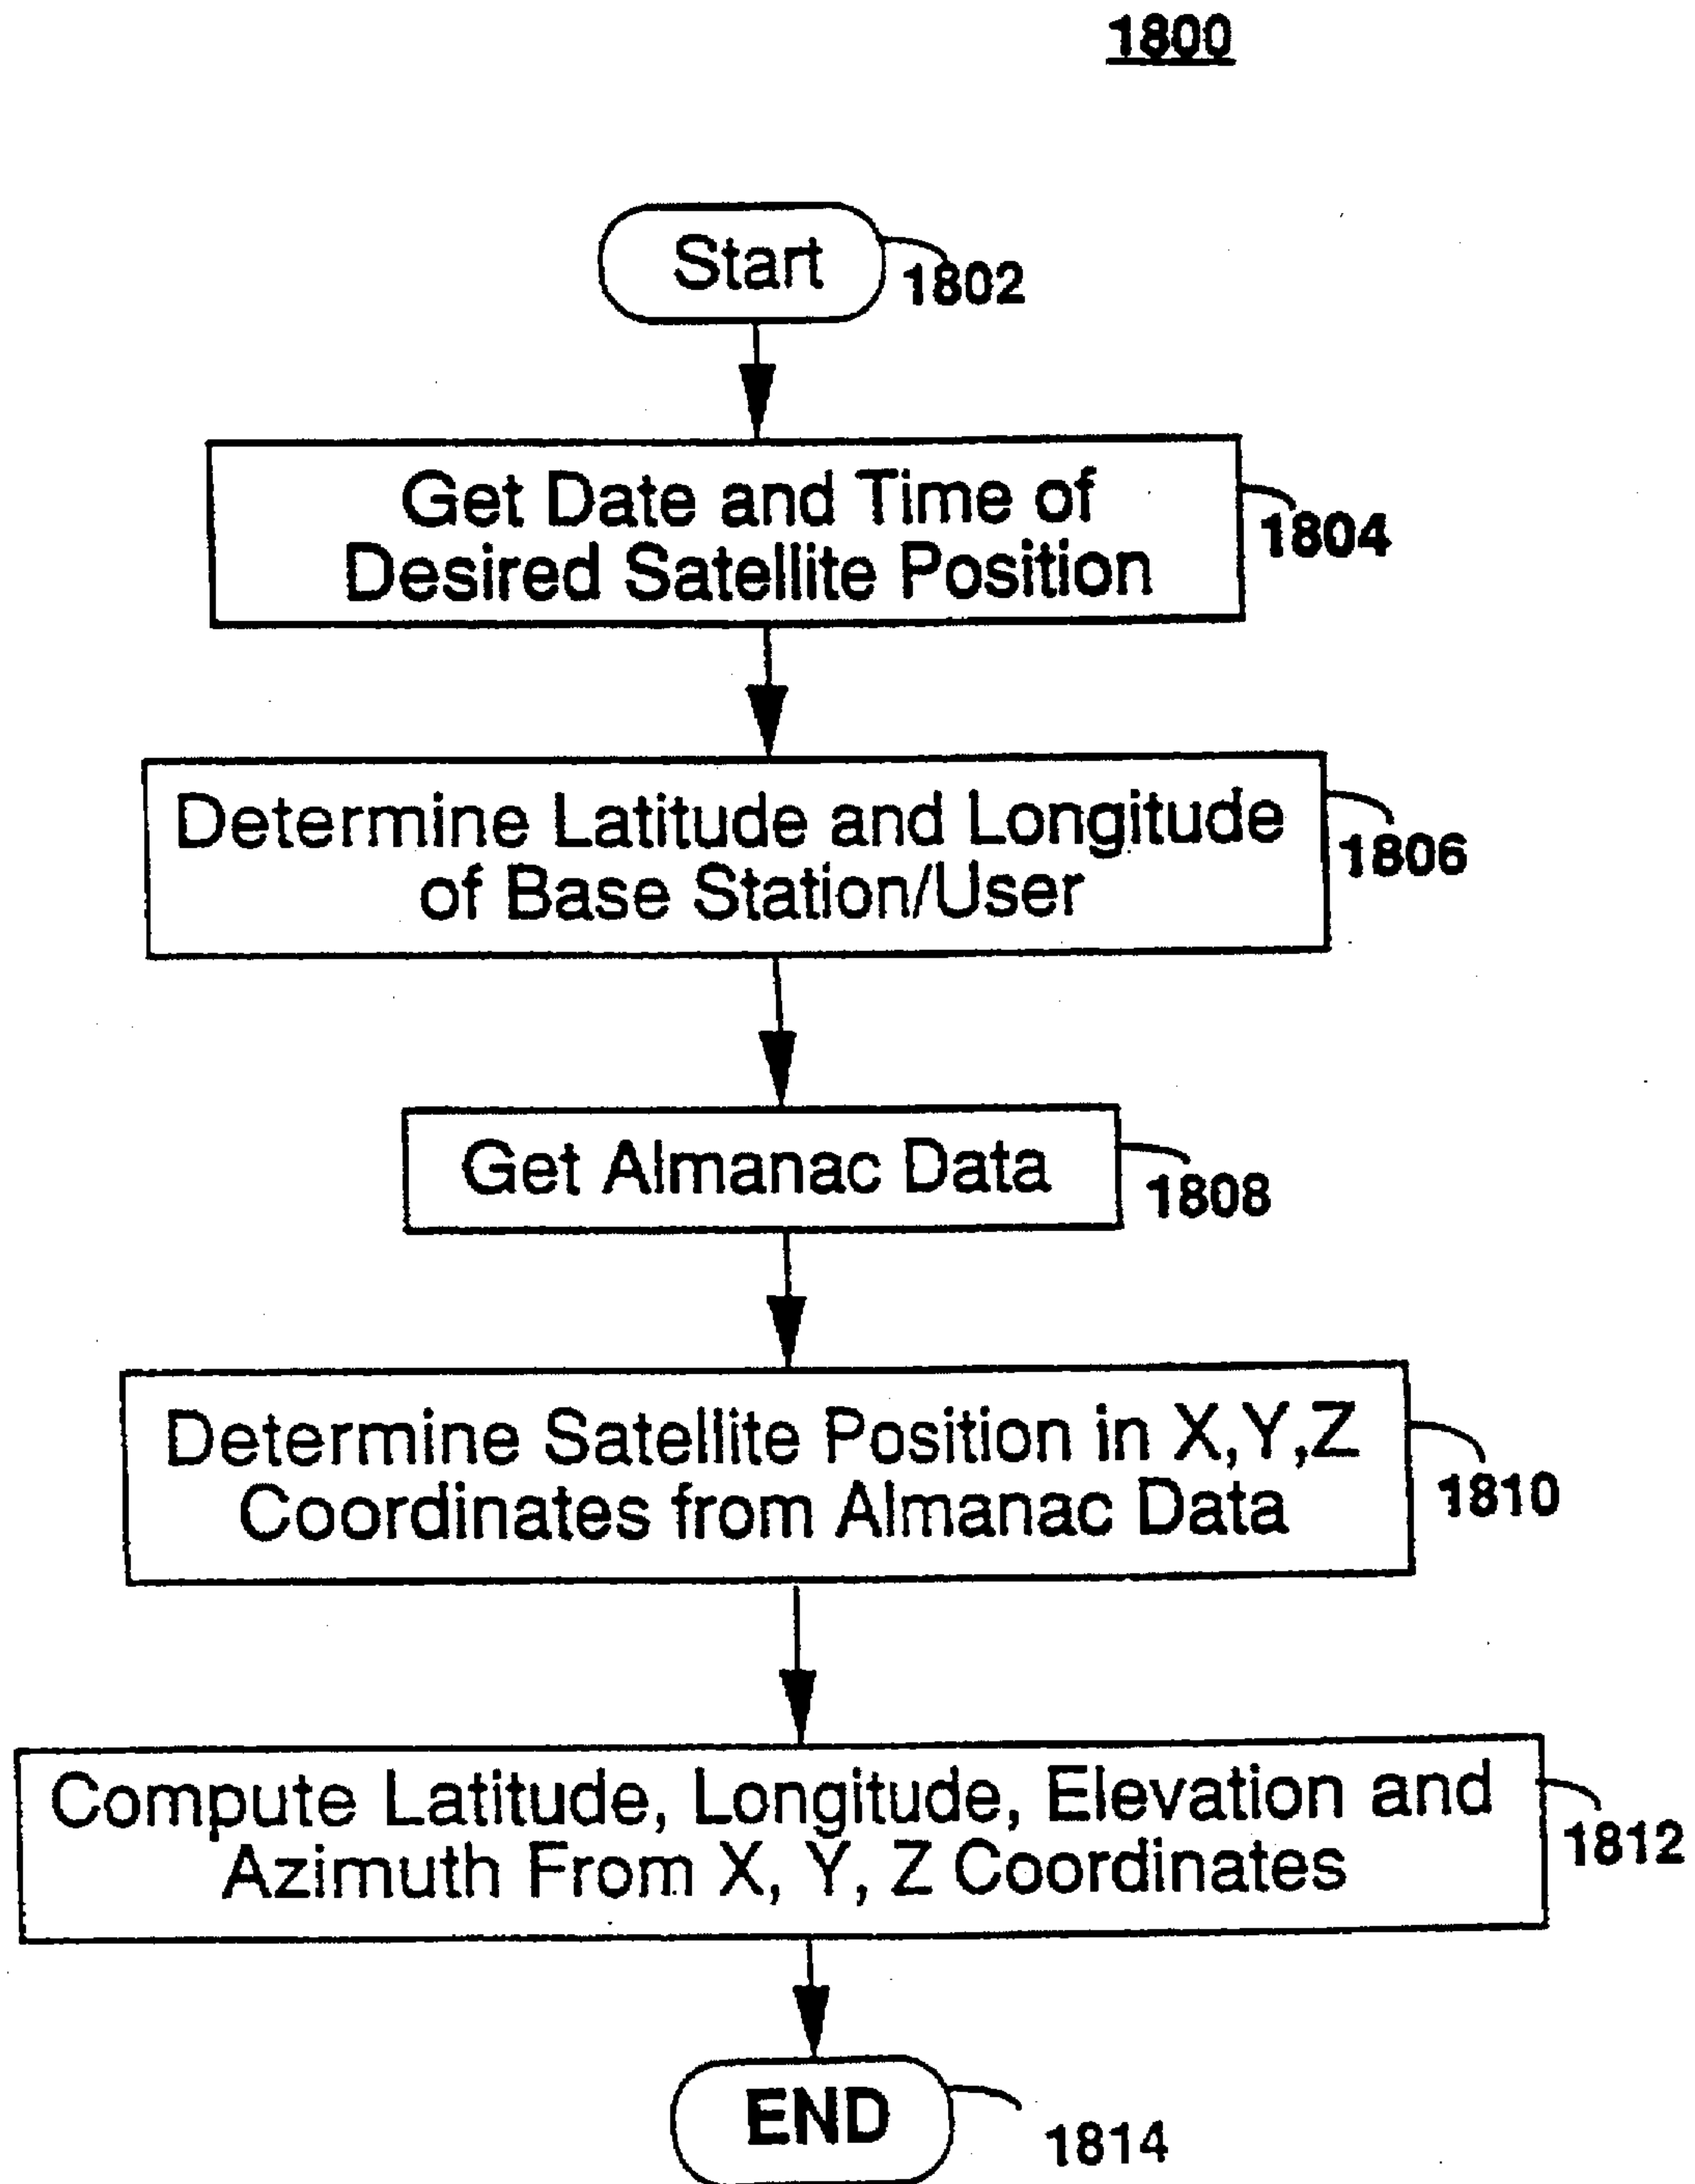 1800
Start
1802
Get Date and Time of
Desired Satellite Position
1804
Determine Latitude and Longitude
of Base Station/User
1806
Get Almanac Data
1808
Determine Satellite Position in X,Y,Z
Coordinates from Almanac Data
1810
Compute Latitude, Longitude, Elevation and
Azimuth From X, Y, Z Coordinates
1812
END
1814